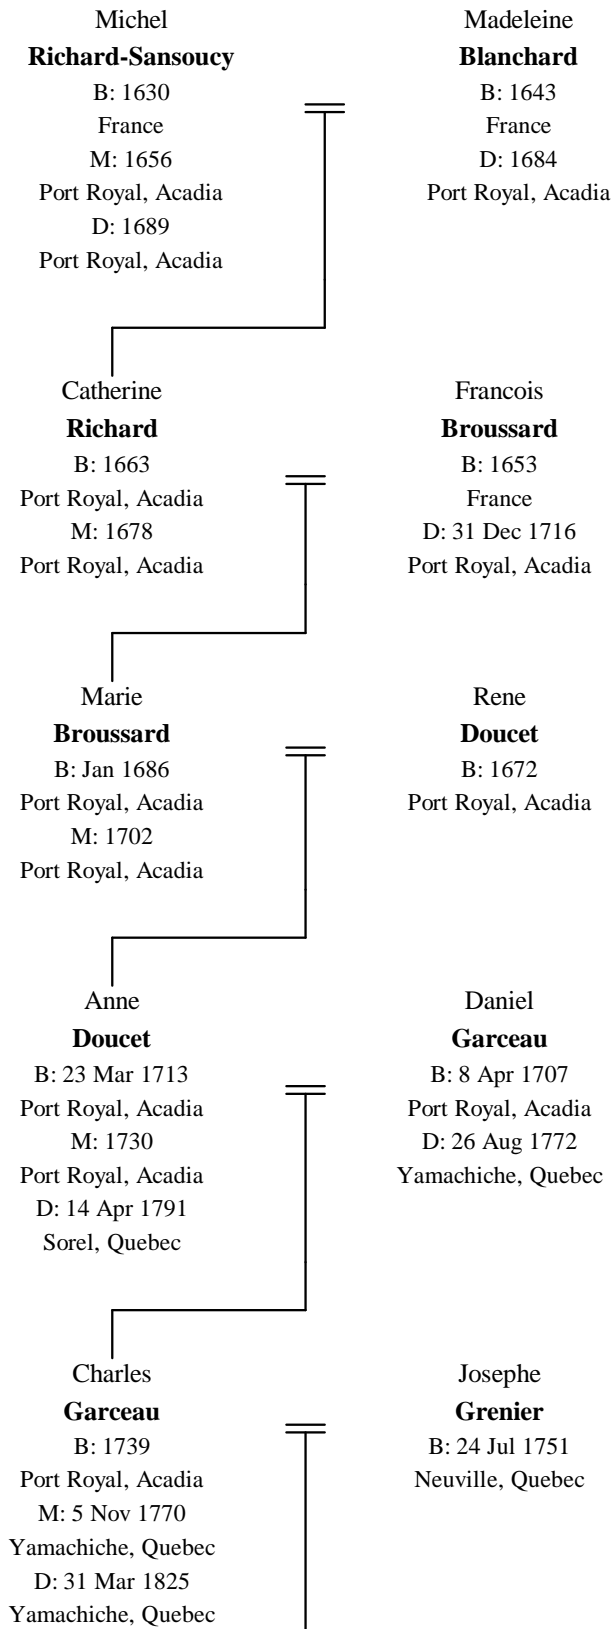 Michel
Richard-Sansoucy
B: 1630
France
M: 1656
Port Royal, Acadia
D: 1689
Port Royal, Acadia
Madeleine
Blanchard
B: 1643
France
D: 1684
Port Royal, Acadia
Catherine
Richard
B: 1663
Port Royal, Acadia
M: 1678
Port Royal, Acadia
Francois
Broussard
B: 1653
France
D: 31 Dec 1716
Port Royal, Acadia
Marie
Broussard
B: Jan 1686
Port Royal, Acadia
M: 1702
Port Royal, Acadia
Rene
Doucet
B: 1672
Port Royal, Acadia
Anne
Doucet
B: 23 Mar 1713
Port Royal, Acadia
M: 1730
Port Royal, Acadia
D: 14 Apr 1791
Sorel, Quebec
Daniel
Garceau
B: 8 Apr 1707
Port Royal, Acadia
D: 26 Aug 1772
Yamachiche, Quebec
Charles
Garceau
B: 1739
Port Royal, Acadia
M: 5 Nov 1770
Yamachiche, Quebec
D: 31 Mar 1825
Yamachiche, Quebec
Josephe
Grenier
B: 24 Jul 1751
Neuville, Quebec